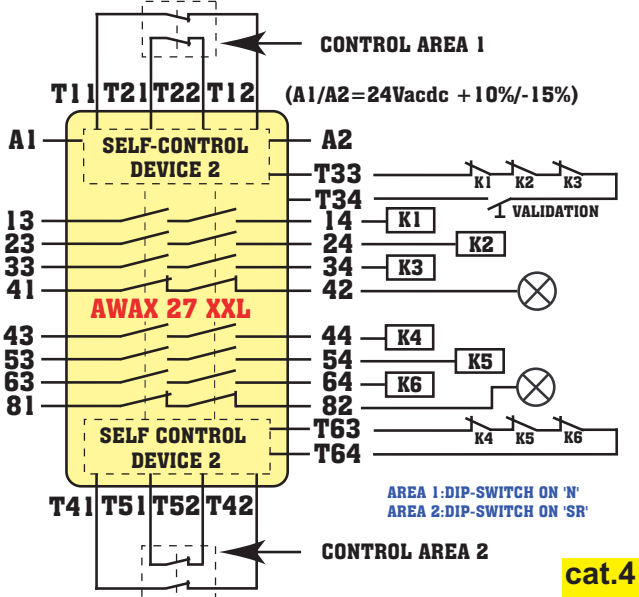 CONTROL AREA 1
T11 T21 T22 T12 (A1/A2=24Vacdc +10%/-15%)
A1 SELF-CONTROL DEVICE 2 A2
T33 K1 K2 K3
T34 VALIDATION
13 14 K1
23 24 K2
33 34 K3
41 42
AWAX 27 XXL
43 44 K4
53 54 K5
63 64 K6
81 82
SELF CONTROL DEVICE 2
T63 K4 K5 K6
T64
T41 T51 T52 T42
AREA 1:DIP-SWITCH ON 'N'
AREA 2:DIP-SWITCH ON 'SR'
CONTROL AREA 2
cat.4